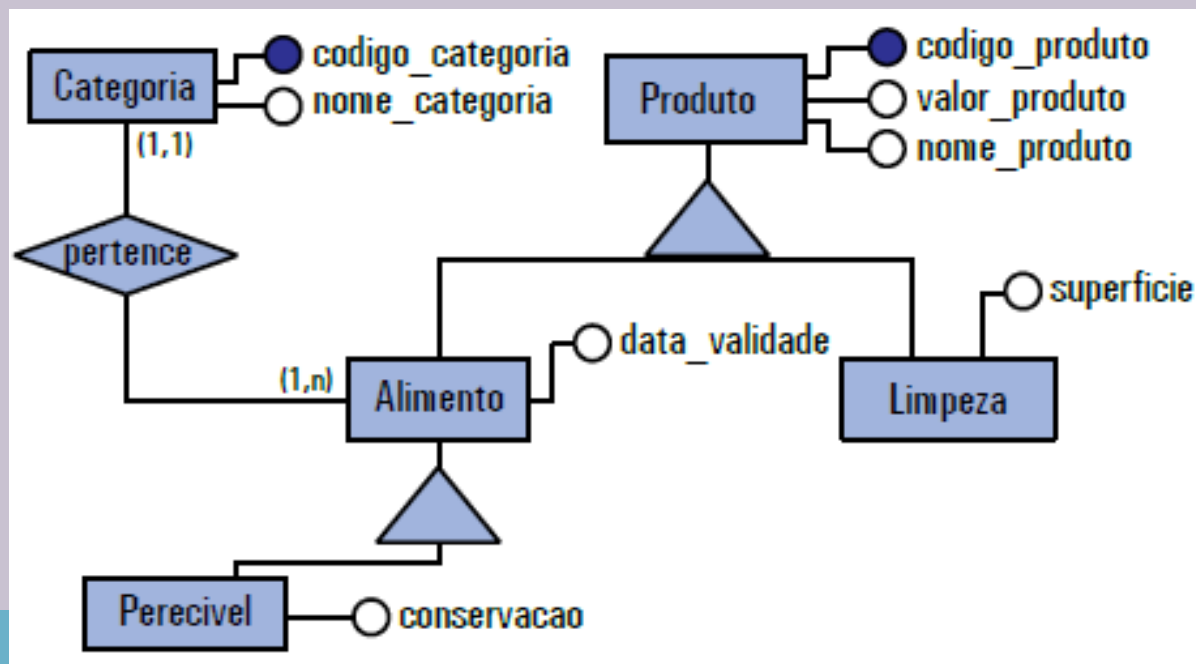 Categoria
codigo_categoria
nome_categoria
(1,1)
pertence
(1,n)
Produto
codigo_produto
valor_produto
nome_produto
Alimento
data_validade
Limpeza
superficie
Perecivel
conservacao